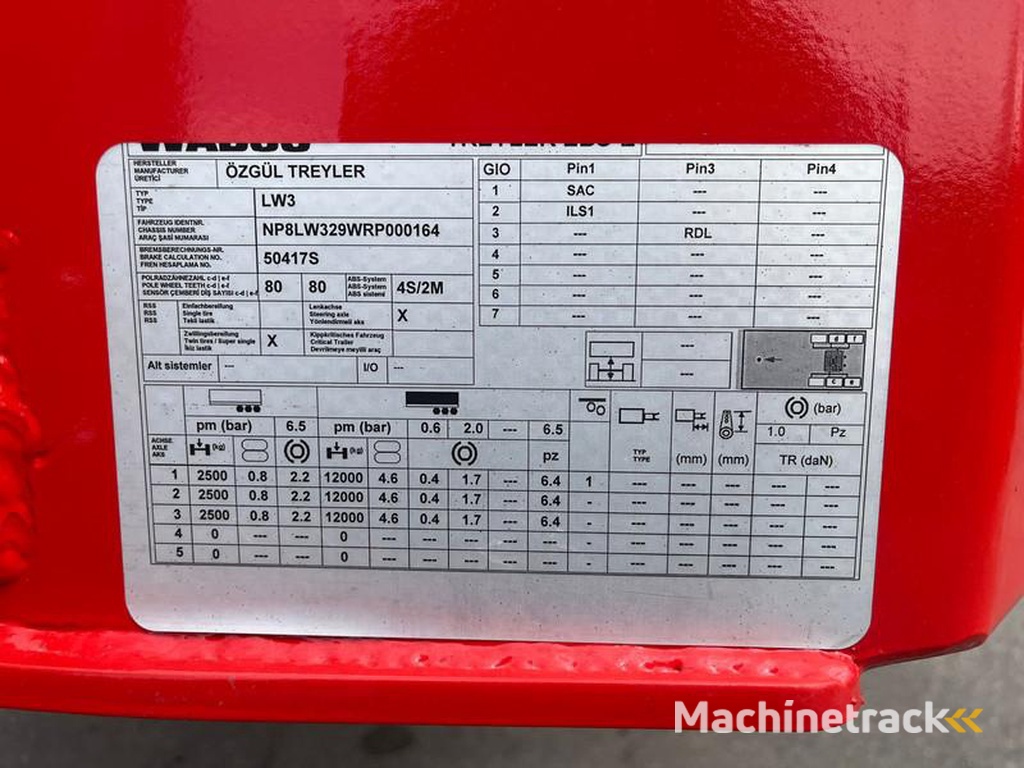 WABCO TREYLER EBS E
HERSTELLER
MANUFACTURER
ÜRETİCİ
ÖZGÜL TREYLER
TYP
TYPE
TİP
LW3
FAHRZEUG IDENTNR.
CHASSIS NUMBER
ARAÇ ŞASİ NUMARASI
NP8LW329WRP000164
BREMSBERECHNUNGS-NR.
BRAKE CALCULATION NO.
FREN HESAPLAMA NO.
50417S
POLRADZÄHNEZAHL c-d | e-f
POLE WHEEL TEETH c-d | e-f
SENSÖR ÇEMBERİ DİŞ SAYISI c-d | e-f
80 80
ABS-System
ABS-System
ABS sistemi
4S/2M
RSS
RSS
RSS
Einfachbereifung
Single tire
Tekli lastik
Lenkachse
Steering axle
Yönlendirmeli aks
X
Zwillingsbereifung
Twin tires / Super single
İkiz lastik
X
Kippkritisches Fahrzeug
Critical Trailer
Devrilmeye meyilli araç
Alt sistemler --- I/O ---
GIO Pin1 Pin3 Pin4
1 SAC --- ---
2 ILS1 --- ---
3 --- RDL ---
4 --- --- ---
5 --- --- ---
6 --- --- ---
7 --- --- ---
---
---
d f
c e
pm (bar) 6.5 pm (bar) 0.6 2.0 --- 6.5
(bar)
1.0 Pz
ACHSE
AXLE
AKS
(kg) (kg) pz
TYP
TYPE
(mm) (mm) TR (daN)
1 2500 0.8 2.2 12000 4.6 0.4 1.7 --- 6.4 1 --- --- --- --- ---
2 2500 0.8 2.2 12000 4.6 0.4 1.7 --- 6.4 - --- --- --- --- ---
3 2500 0.8 2.2 12000 4.6 0.4 1.7 --- 6.4 - --- --- --- --- ---
4 0 --- --- 0 --- --- --- --- --- - --- --- --- --- ---
5 0 --- --- 0 --- --- --- --- --- - --- --- --- --- ---
Machinetrack